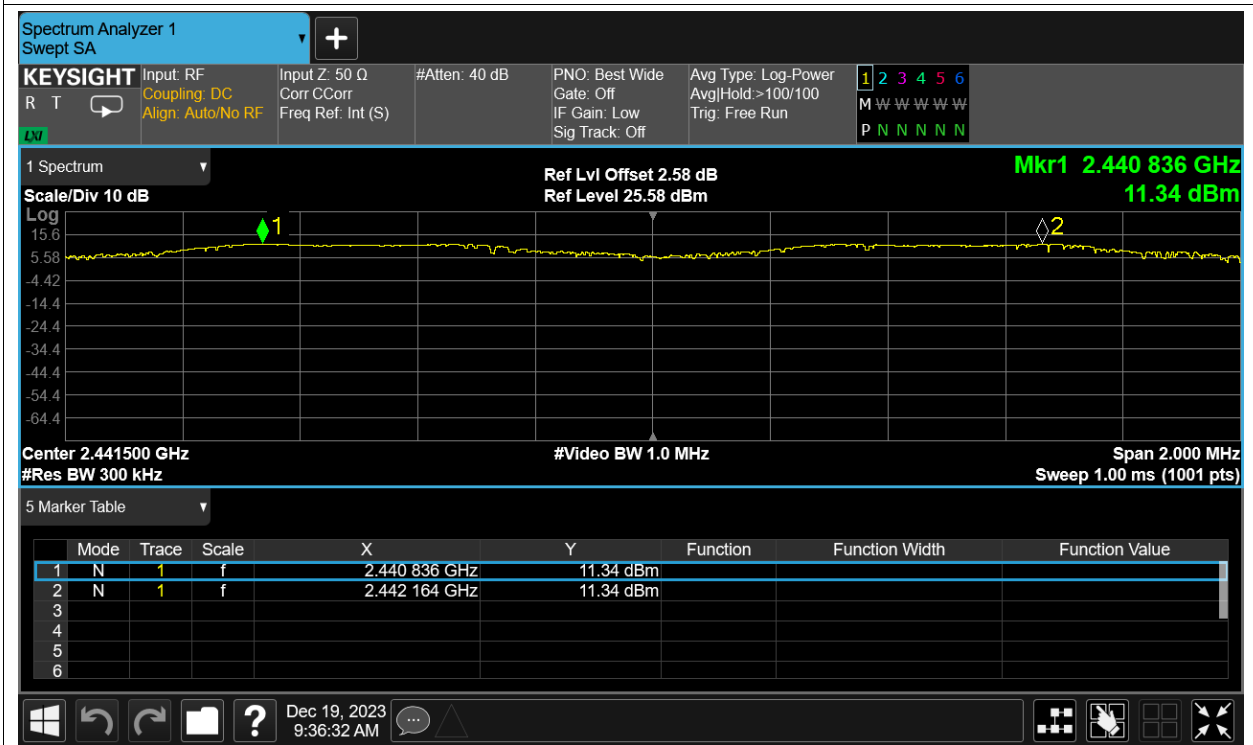 Spectrum Analyzer 1
Swept SA
+
KEYSIGHT Input: RF Input Z: 50 Ω #Atten: 40 dB PNO: Best Wide Avg Type: Log-Power 1 2 3 4 5 6
R T Coupling: DC Corr CCorr Gate: Off Avg|Hold:>100/100 M W W W W W
Align: Auto/No RF Freq Ref: Int (S) IF Gain: Low Trig: Free Run
LXI Sig Track: Off P N N N N N
1 Spectrum Ref Lvl Offset 2.58 dB Mkr1 2.440 836 GHz
Scale/Div 10 dB Ref Level 25.58 dBm 11.34 dBm
Log
1 2
15.6
5.58
-4.42
-14.4
-24.4
-34.4
-44.4
-54.4
-64.4
Center 2.441500 GHz #Video BW 1.0 MHz Span 2.000 MHz
#Res BW 300 kHz Sweep 1.00 ms (1001 pts)
5 Marker Table
Mode Trace Scale X Y Function Function Width Function Value
1 N 1 f 2.440 836 GHz 11.34 dBm
2 N 1 f 2.442 164 GHz 11.34 dBm
3
4
5
6
? Dec 19, 2023
9:36:32 AM